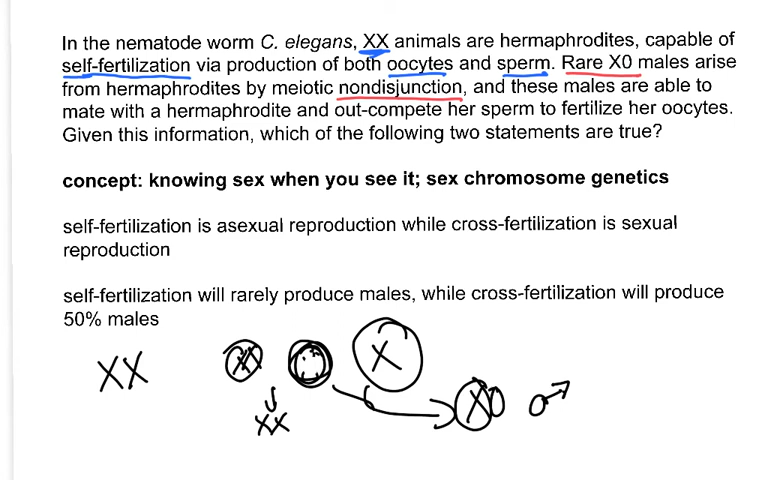 In the nematode worm C. elegans, XX animals are hermaphrodites, capable of
self-fertilization via production of both oocytes and sperm. Rare X0 males arise
from hermaphrodites by meiotic nondisjunction, and these males are able to
mate with a hermaphrodite and out-compete her sperm to fertilize her oocytes.
Given this information, which of the following two statements are true?
concept: knowing sex when you see it; sex chromosome genetics
self-fertilization is asexual reproduction while cross-fertilization is sexual
reproduction
self-fertilization will rarely produce males, while cross-fertilization will produce
50% males
XX XX X
XX XO ♂